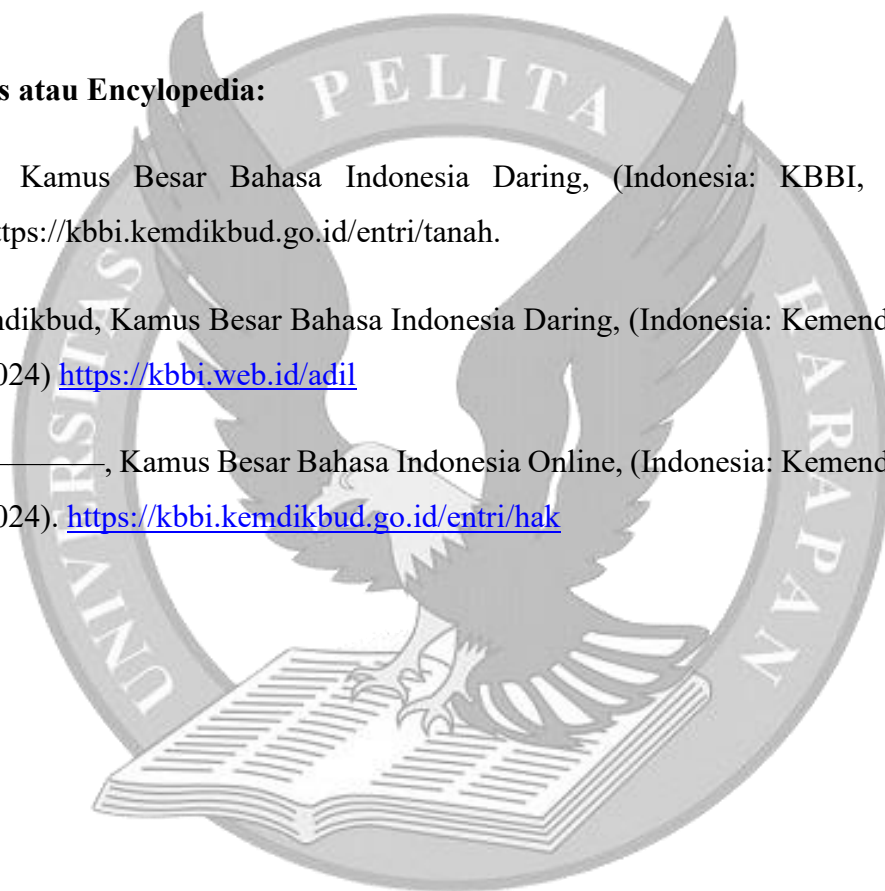 s atau Encylopedia:
Kamus Besar Bahasa Indonesia Daring, (Indonesia: KBBI,
ttps://kbbi.kemdikbud.go.id/entri/tanah.
ndikbud, Kamus Besar Bahasa Indonesia Daring, (Indonesia: Kemend
024) https://kbbi.web.id/adil
————, Kamus Besar Bahasa Indonesia Online, (Indonesia: Kemend
024). https://kbbi.kemdikbud.go.id/entri/hak
UNIVERSITAS PELITA HARAPAN